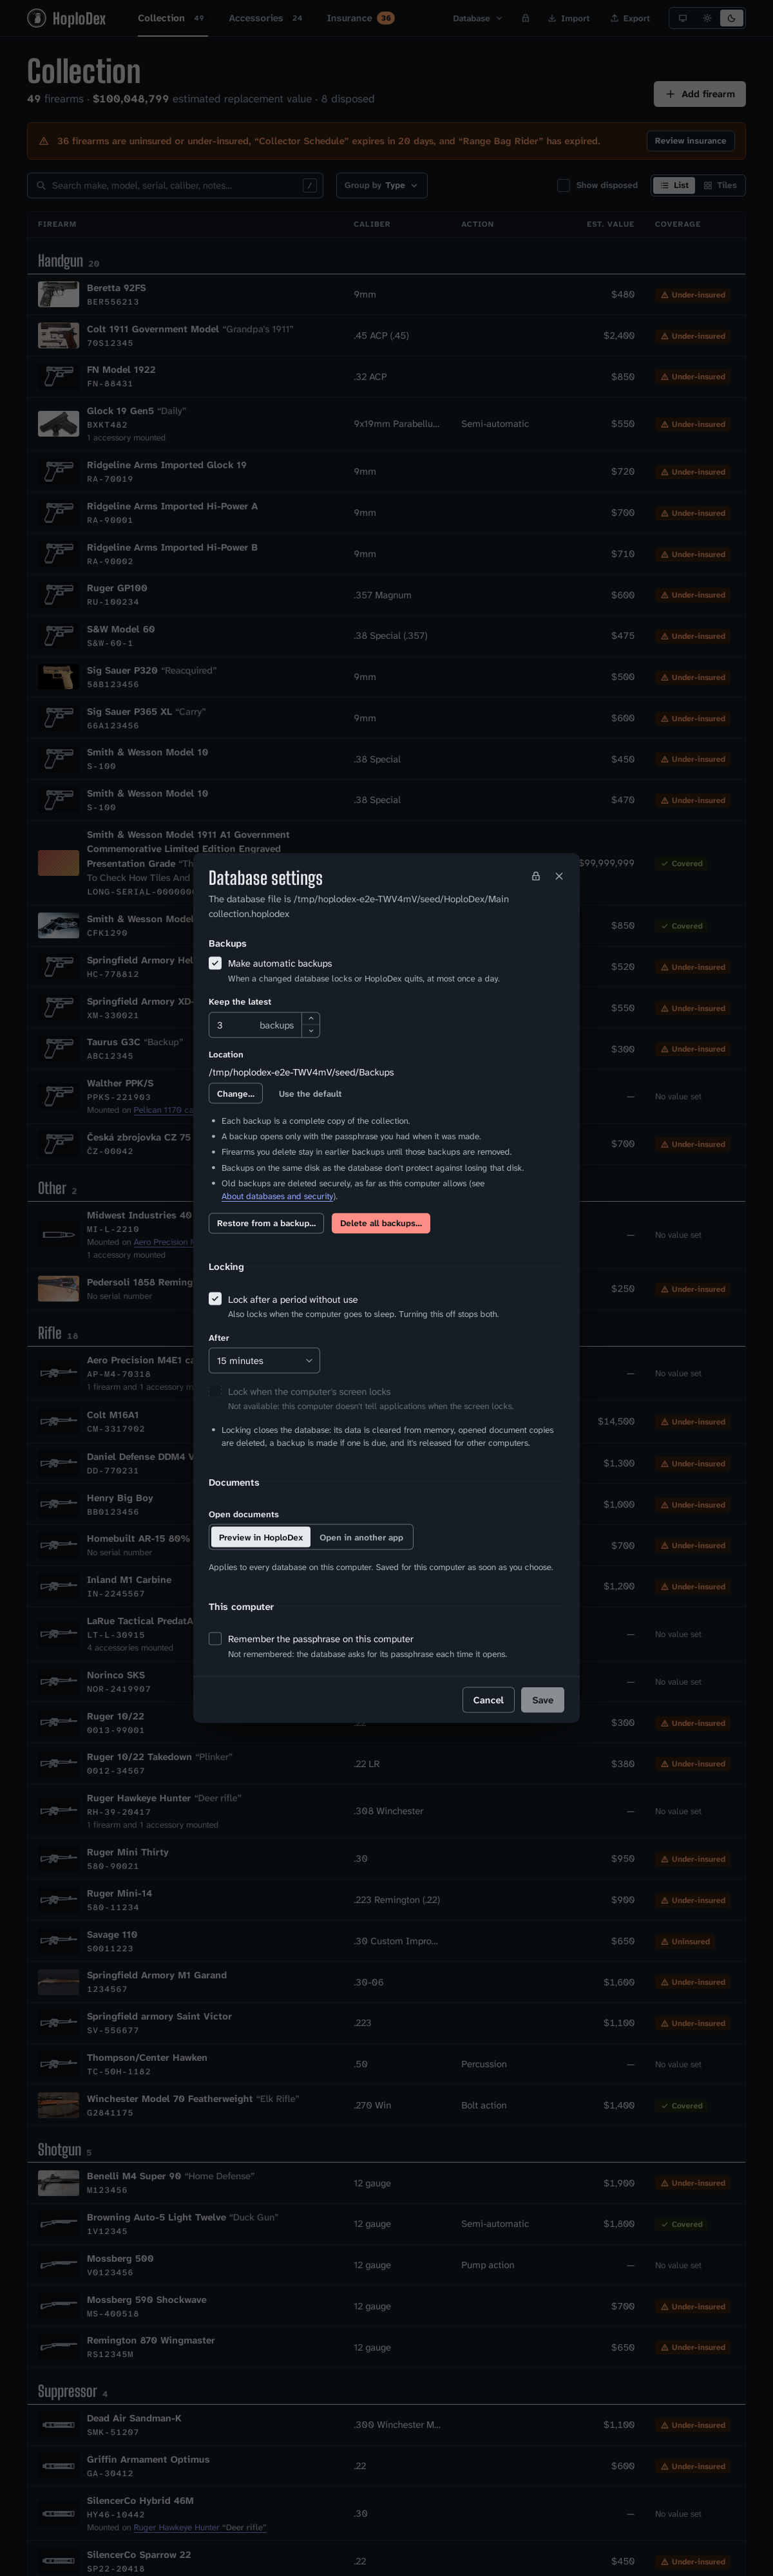 HoploDex
Collection 49
Accessories 24
Insurance 36
Database
Import
Export
Collection
49 firearms · $100,048,799 estimated replacement value · 8 disposed
Add firearm
36 firearms are uninsured or under-insured, “Collector Schedule” expires in 20 days, and “Range Bag Rider” has expired.
Review insurance
Search make, model, serial, caliber, notes...
/
Group by Type
Show disposed
List
Tiles
FIREARM CALIBER ACTION EST. VALUE COVERAGE
Handgun 20
Beretta 92FS
BER556213
9mm $480 Under-insured
Colt 1911 Government Model “Grandpa's 1911”
70S12345
.45 ACP (.45) $2,400 Under-insured
FN Model 1922
FN-88431
.32 ACP $850 Under-insured
Glock 19 Gen5 “Daily”
BXKT482
1 accessory mounted
9x19mm Parabellu... Semi-automatic $550 Under-insured
Ridgeline Arms Imported Glock 19
RA-70019
9mm $720 Under-insured
Ridgeline Arms Imported Hi-Power A
RA-90001
9mm $700 Under-insured
Ridgeline Arms Imported Hi-Power B
RA-90002
9mm $710 Under-insured
Ruger GP100
RU-100234
.357 Magnum $600 Under-insured
S&W Model 60
S&W-60-1
.38 Special (.357) $475 Under-insured
Sig Sauer P320 “Reacquired”
58B123456
9mm $500 Under-insured
Sig Sauer P365 XL “Carry”
66A123456
9mm $600 Under-insured
Smith & Wesson Model 10
S-100
.38 Special $450 Under-insured
Smith & Wesson Model 10
S-100
.38 Special $470 Under-insured
Smith & Wesson Model 1911 A1 Government
Commemorative Limited Edition Engraved
Presentation Grade “Th
To Check How Tiles And
LONG-SERIAL-0000000
$99,999,999 Covered
Smith & Wesson Model
CFK1290
$850 Covered
Springfield Armory Hel
HC-778812
$520 Under-insured
Springfield Armory XD-
XM-330021
$550 Under-insured
Taurus G3C “Backup”
ABC12345
$300 Under-insured
Walther PPK/S
PPKS-221903
Mounted on Pelican 1170 ca
— No value set
Česká zbrojovka CZ 75
ČZ-00042
$700 Under-insured
Other 2
Midwest Industries 40
MI-L-2210
Mounted on Aero Precision
1 accessory mounted
— No value set
Pedersoli 1858 Reming
No serial number
$250 Under-insured
Rifle 18
Aero Precision M4E1 ca
AP-M4-70318
1 firearm and 1 accessory m
— No value set
Colt M16A1
CM-3317902
$14,500 Under-insured
Daniel Defense DDM4 V
DD-770231
$1,300 Under-insured
Henry Big Boy
BB0123456
$1,000 Under-insured
Homebuilt AR-15 80%
No serial number
$700 Under-insured
Inland M1 Carbine
IN-2245567
$1,200 Under-insured
LaRue Tactical PredatA
LT-L-30915
4 accessories mounted
— No value set
Norinco SKS
NOR-2419907
— No value set
Ruger 10/22
0013-99001
.22 $300 Under-insured
Ruger 10/22 Takedown “Plinker”
0012-34567
.22 LR $380 Under-insured
Ruger Hawkeye Hunter “Deer rifle”
RH-39-20417
1 firearm and 1 accessory mounted
.308 Winchester — No value set
Ruger Mini Thirty
580-90021
.30 $950 Under-insured
Ruger Mini-14
580-11234
.223 Remington (.22) $900 Under-insured
Savage 110
S0011223
.30 Custom Impro... $650 Uninsured
Springfield Armory M1 Garand
1234567
.30-06 $1,600 Under-insured
Springfield armory Saint Victor
SV-556677
.223 $1,100 Under-insured
Thompson/Center Hawken
TC-50H-1182
.50 Percussion — No value set
Winchester Model 70 Featherweight “Elk Rifle”
G2841175
.270 Win Bolt action $1,400 Covered
Shotgun 5
Benelli M4 Super 90 “Home Defense”
M123456
12 gauge $1,900 Under-insured
Browning Auto-5 Light Twelve “Duck Gun”
1V12345
12 gauge Semi-automatic $1,800 Covered
Mossberg 500
V0123456
12 gauge Pump action — No value set
Mossberg 590 Shockwave
MS-400518
12 gauge $700 Under-insured
Remington 870 Wingmaster
RS12345M
12 gauge $650 Under-insured
Suppressor 4
Dead Air Sandman-K
SMK-51207
.300 Winchester M... $1,100 Under-insured
Griffin Armament Optimus
GA-30412
.22 $600 Under-insured
SilencerCo Hybrid 46M
HY46-10442
Mounted on Ruger Hawkeye Hunter “Deer rifle”
.30 — No value set
SilencerCo Sparrow 22
SP22-20418
.22 $450 Under-insured
Database settings
The database file is /tmp/hoplodex-e2e-TWV4mV/seed/HoploDex/Main
collection.hoplodex
Backups
Make automatic backups
When a changed database locks or HoploDex quits, at most once a day.
Keep the latest
3 backups
Location
/tmp/hoplodex-e2e-TWV4mV/seed/Backups
Change...
Use the default
• Each backup is a complete copy of the collection.
• A backup opens only with the passphrase you had when it was made.
• Firearms you delete stay in earlier backups until those backups are removed.
• Backups on the same disk as the database don't protect against losing that disk.
• Old backups are deleted securely, as far as this computer allows (see
About databases and security).
Restore from a backup...
Delete all backups...
Locking
Lock after a period without use
Also locks when the computer goes to sleep. Turning this off stops both.
After
15 minutes
Lock when the computer's screen locks
Not available: this computer doesn't tell applications when the screen locks.
• Locking closes the database: its data is cleared from memory, opened document copies
are deleted, a backup is made if one is due, and it's released for other computers.
Documents
Open documents
Preview in HoploDex
Open in another app
Applies to every database on this computer. Saved for this computer as soon as you choose.
This computer
Remember the passphrase on this computer
Not remembered: the database asks for its passphrase each time it opens.
Cancel
Save